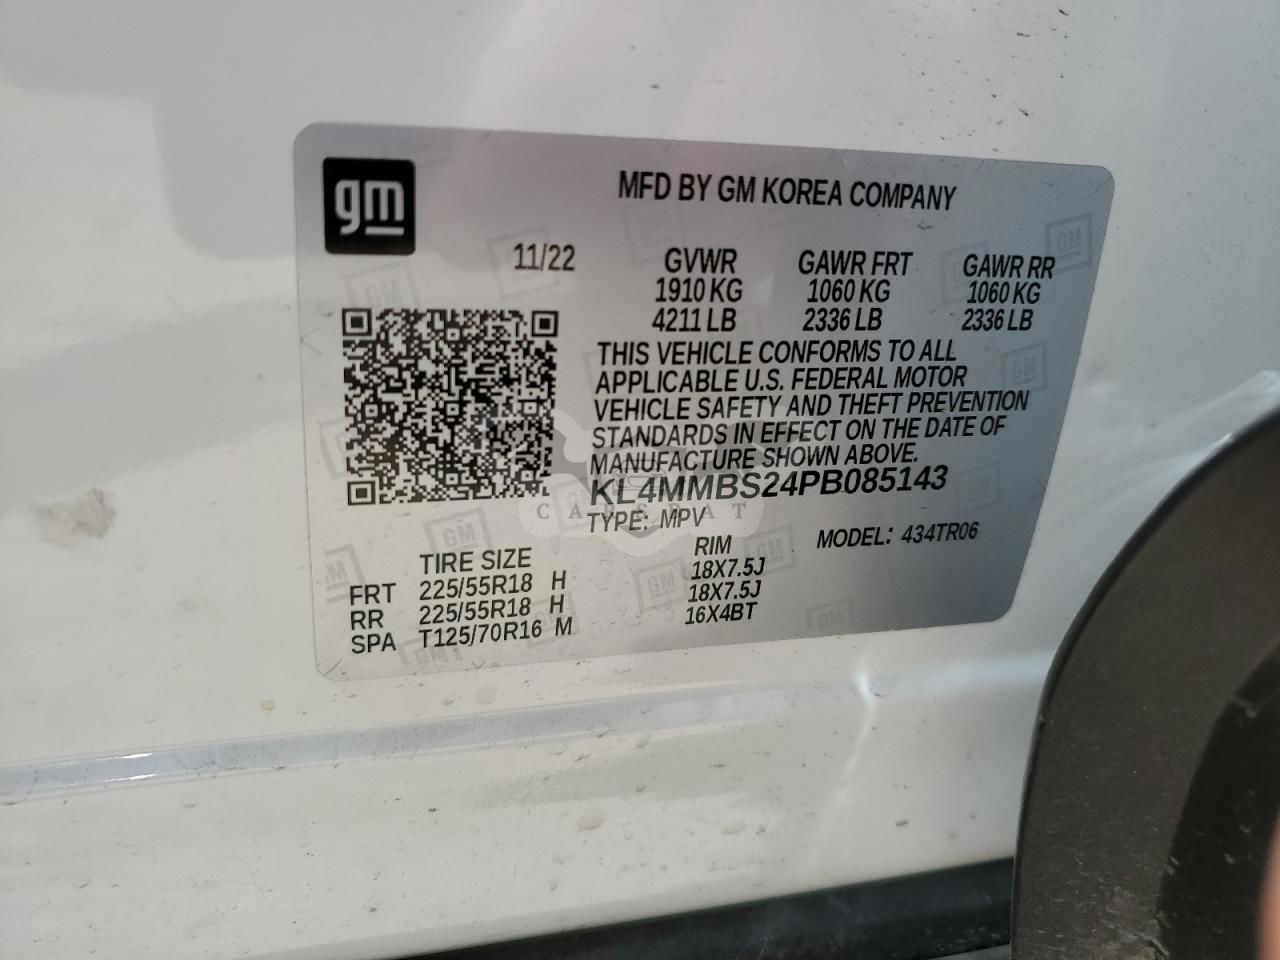 gm
MFD BY GM KOREA COMPANY
11/22
GVWR GAWR FRT GAWR RR
1910 KG 1060 KG 1060 KG
4211 LB 2336 LB 2336 LB
THIS VEHICLE CONFORMS TO ALL
APPLICABLE U.S. FEDERAL MOTOR
VEHICLE SAFETY AND THEFT PREVENTION
STANDARDS IN EFFECT ON THE DATE OF
MANUFACTURE SHOWN ABOVE.
KL4MMBS24PB085143
CARSBAT
TYPE: MPV MODEL: 434TR06
TIRE SIZE RIM
FRT 225/55R18 H 18X7.5J
RR 225/55R18 H 18X7.5J
SPA T125/70R16 M 16X4BT